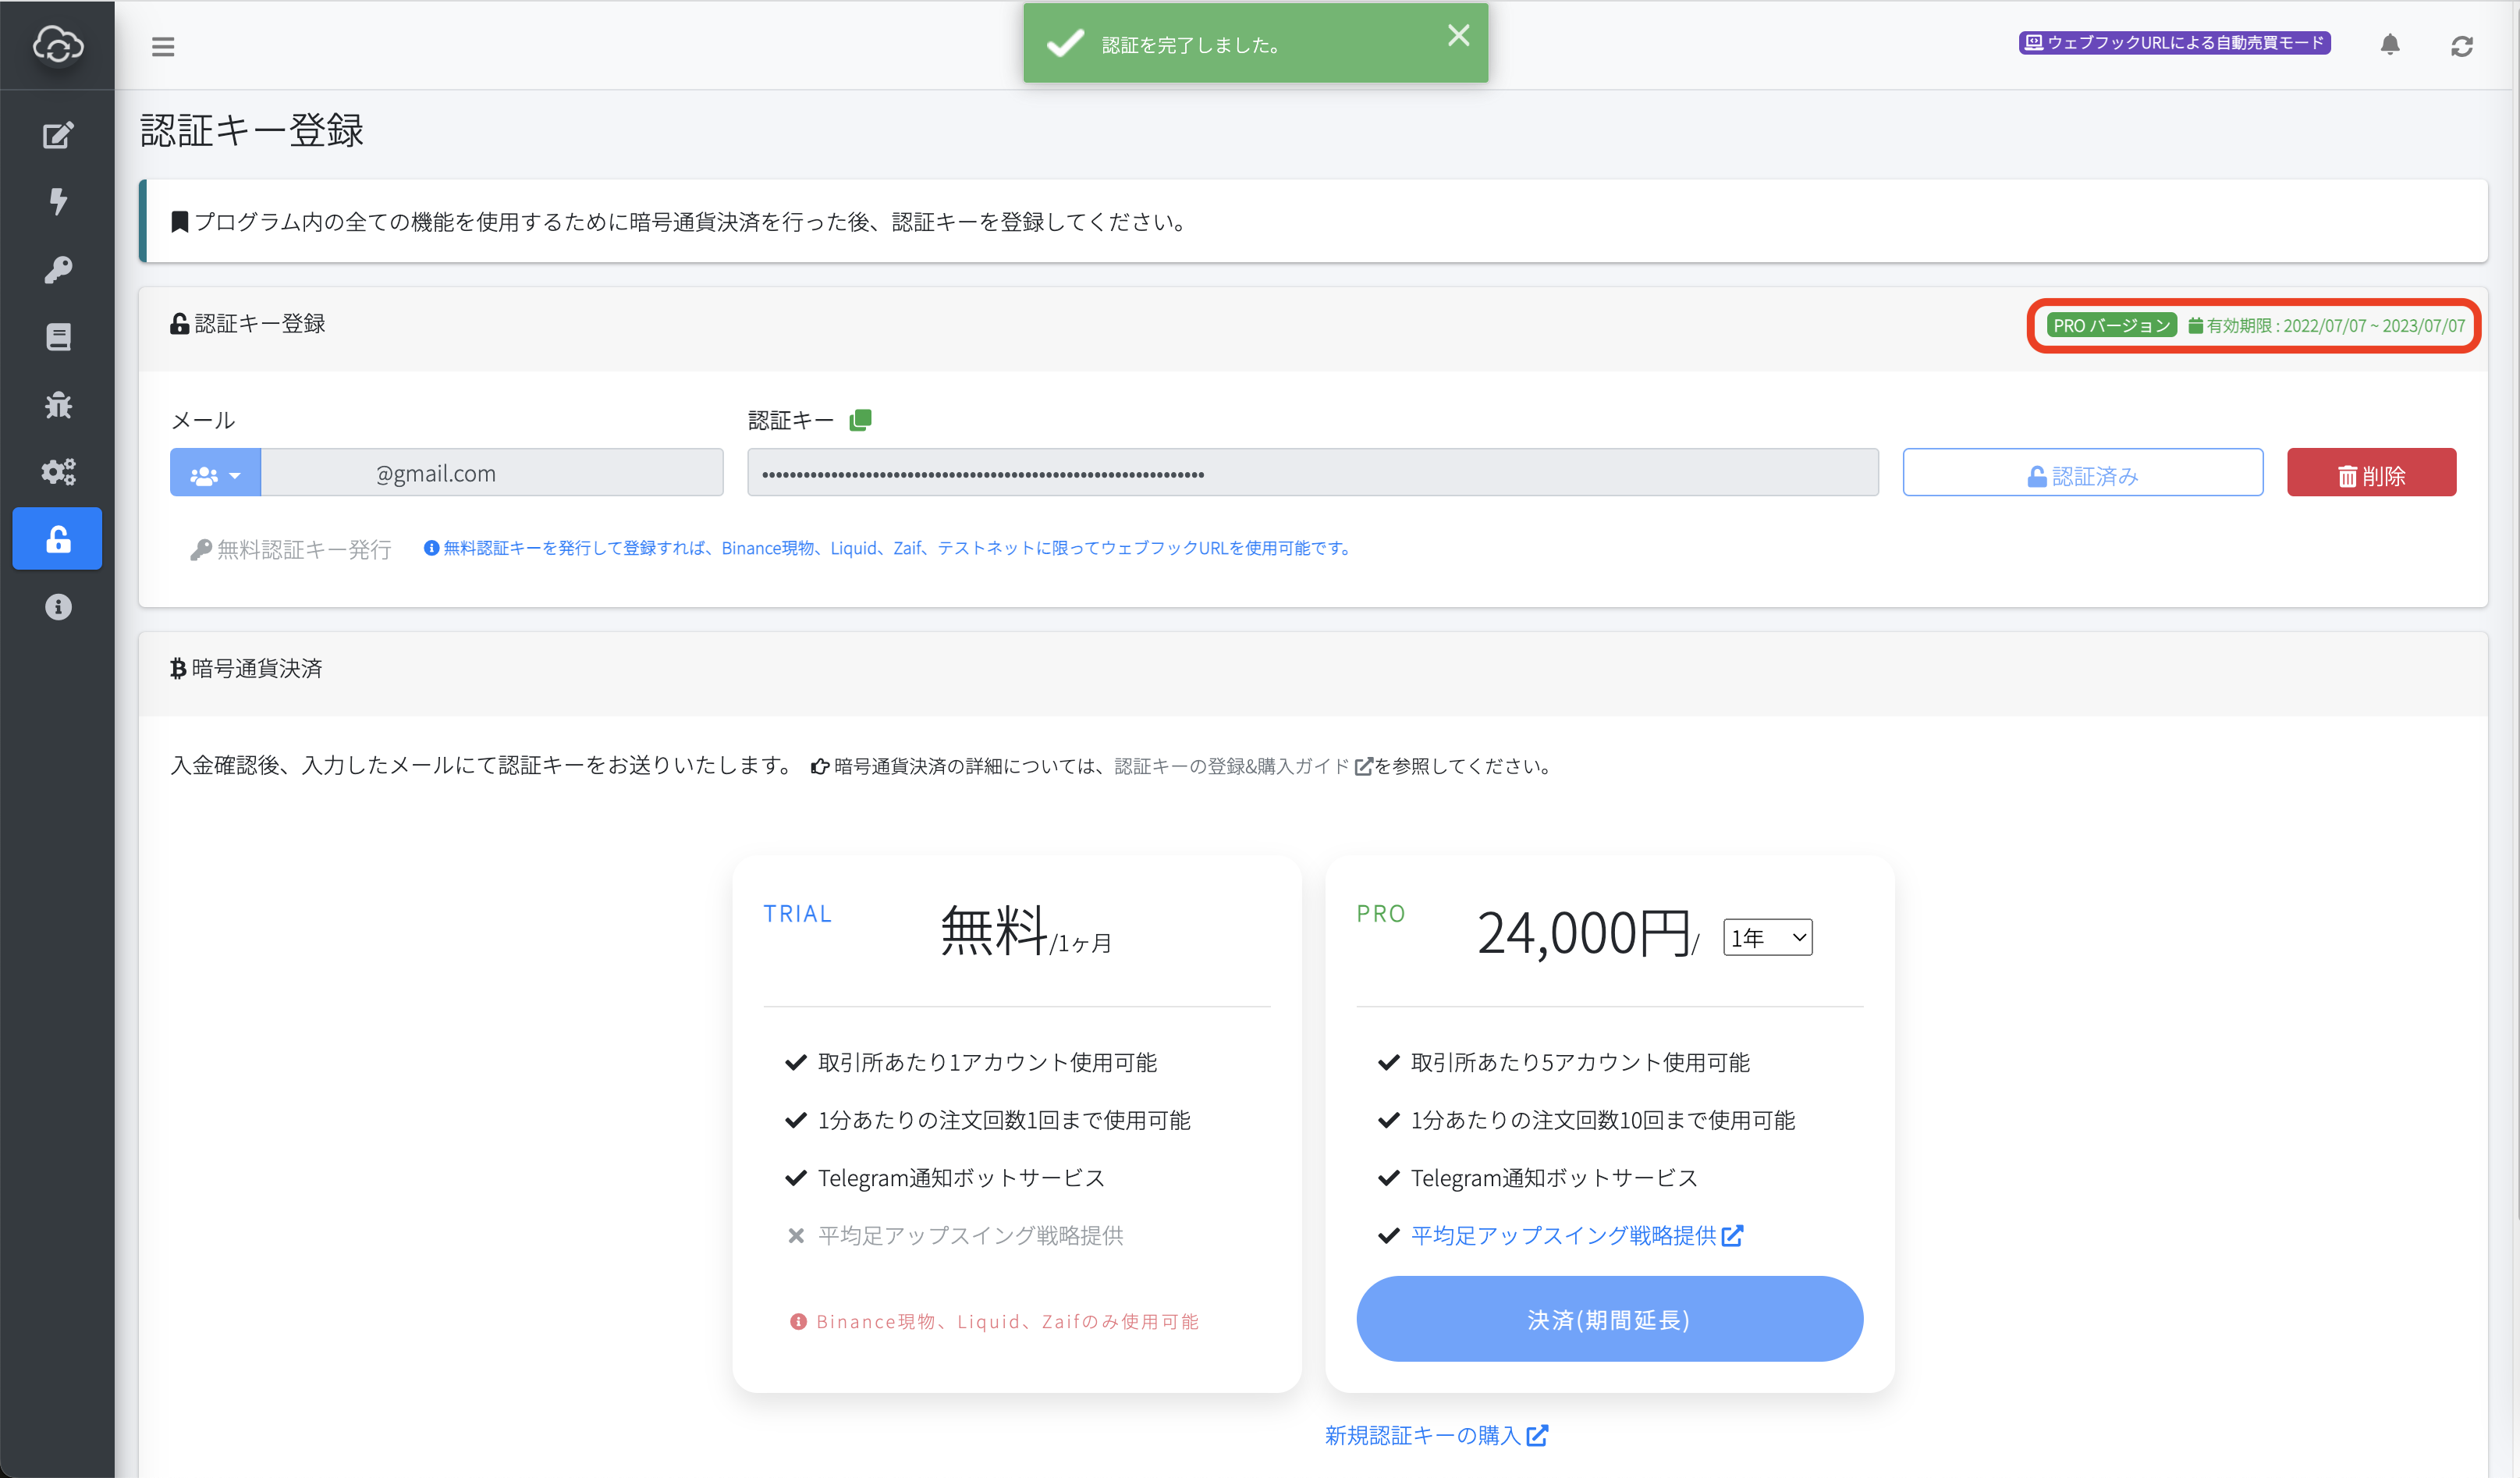 認証を完了しました。
ウェブフックURLによる自動売買モード
認証キー登録
プログラム内の全ての機能を使用するために暗号通貨決済を行った後、認証キーを登録してください。
認証キー登録
PRO バージョン 有効期限 : 2022/07/07 ~ 2023/07/07
メール
認証キー
@gmail.com
認証済み
削除
無料認証キー発行
無料認証キーを発行して登録すれば、Binance現物、Liquid、Zaif、テストネットに限ってウェブフックURLを使用可能です。
暗号通貨決済
入金確認後、入力したメールにて認証キーをお送りいたします。 暗号通貨決済の詳細については、認証キーの登録&購入ガイドを参照してください。
TRIAL
無料/1ヶ月
取引所あたり1アカウント使用可能
1分あたりの注文回数1回まで使用可能
Telegram通知ボットサービス
平均足アップスイング戦略提供
Binance現物、Liquid、Zaifのみ使用可能
PRO
24,000円/ 1年
取引所あたり5アカウント使用可能
1分あたりの注文回数10回まで使用可能
Telegram通知ボットサービス
平均足アップスイング戦略提供
決済(期間延長)
新規認証キーの購入